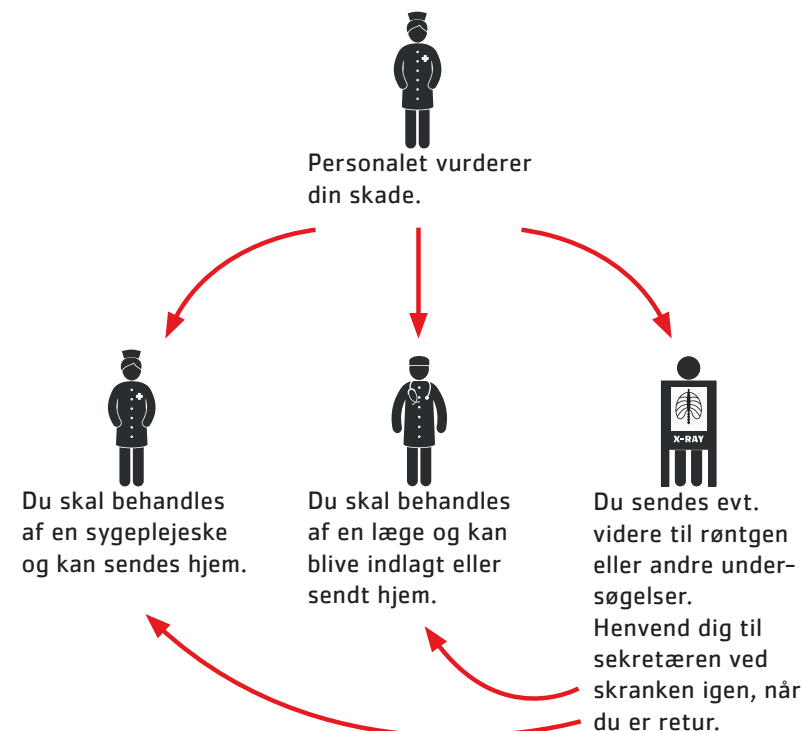 Personalet vurderer
din skade.
Du skal behandles
af en sygeplejeske
og kan sendes hjem.
Du skal behandles
af en læge og kan
blive indlagt eller
sendt hjem.
X-RAY
Du sendes evt.
videre til røntgen
eller andre under-
søgelser.
Henvend dig til
sekretæren ved
skranken igen, når
du er retur.